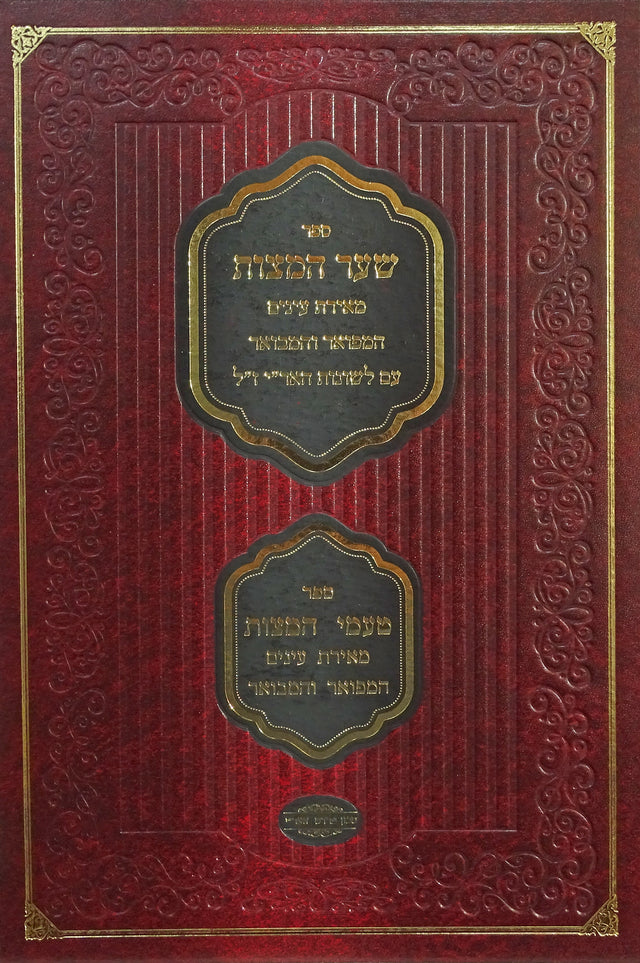 ספר
שער המצות
מאירת עינים
המפואר והמבואר
עם לשונות האר"י ז"ל
ספר
טעמי המצות
מאירת עינים
המפואר והמבואר